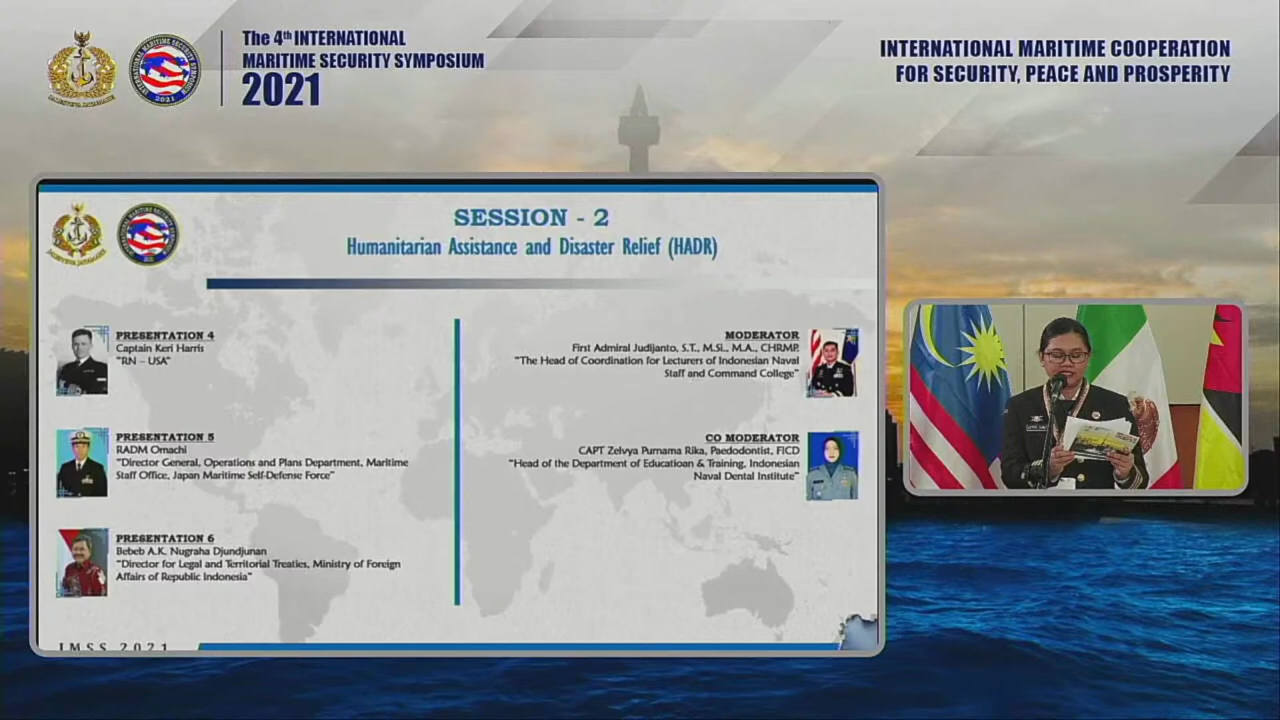 The 4th INTERNATIONAL
MARITIME SECURITY SYMPOSIUM
2021
INTERNATIONAL MARITIME COOPERATION
FOR SECURITY, PEACE AND PROSPERITY
SESSION - 2
Humanitarian Assistance and Disaster Relief (HADR)
PRESENTATION 4
Captain Keri Harris
"RN – USA"
PRESENTATION 5
RADM Omachi
"Director General, Operations and Plans Department, Maritime
Staff Office, Japan Maritime Self-Defense Force"
PRESENTATION 6
Bebeb A.K. Nugraha Djundjunan
"Director for Legal and Territorial Treaties, Ministry of Foreign
Affairs of Republic Indonesia"
MODERATOR
First Admiral Judijanto, S.T., M.Si., M.A., CHRMP.
"The Head of Coordination for Lecturers of Indonesian Naval
Staff and Command College"
CO MODERATOR
CAPT Zelvya Purnama Rika, Paedodontist, FICD
"Head of the Department of Educatioan & Training, Indonesian
Naval Dental Institute"
IMSS 2021